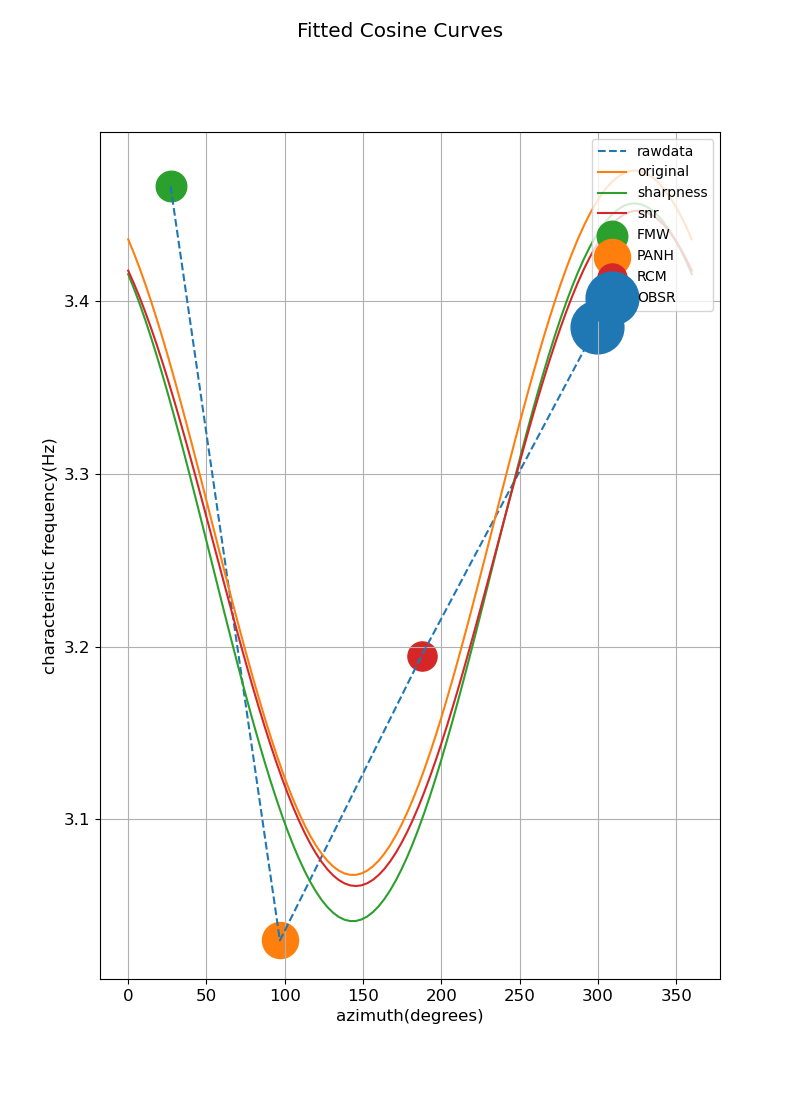 Fitted Cosine Curves
rawdata
original
sharpness
snr
FMW
PANH
RCM
OBSR
characteristic frequency(Hz)
3.4
3.3
3.2
3.1
0 50 100 150 200 250 300 350
azimuth(degrees)